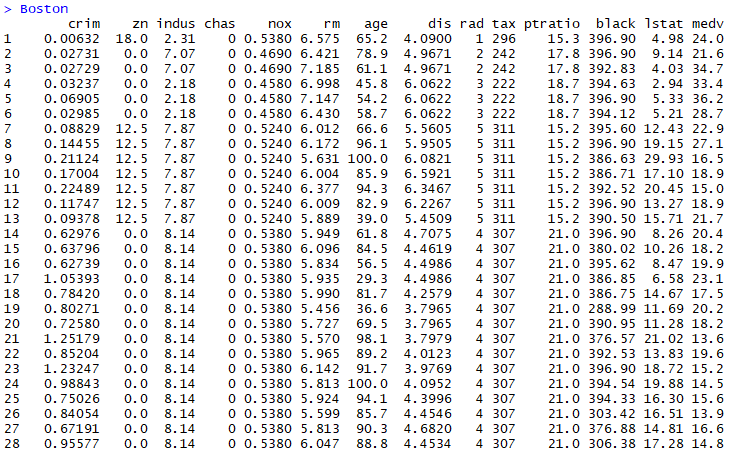 > Boston
crim zn indus chas nox rm age dis rad tax ptratio black lstat medv
1 0.00632 18.0 2.31 0 0.5380 6.575 65.2 4.0900 1 296 15.3 396.90 4.98 24.0
2 0.02731 0.0 7.07 0 0.4690 6.421 78.9 4.9671 2 242 17.8 396.90 9.14 21.6
3 0.02729 0.0 7.07 0 0.4690 7.185 61.1 4.9671 2 242 17.8 392.83 4.03 34.7
4 0.03237 0.0 2.18 0 0.4580 6.998 45.8 6.0622 3 222 18.7 394.63 2.94 33.4
5 0.06905 0.0 2.18 0 0.4580 7.147 54.2 6.0622 3 222 18.7 396.90 5.33 36.2
6 0.02985 0.0 2.18 0 0.4580 6.430 58.7 6.0622 3 222 18.7 394.12 5.21 28.7
7 0.08829 12.5 7.87 0 0.5240 6.012 66.6 5.5605 5 311 15.2 395.60 12.43 22.9
8 0.14455 12.5 7.87 0 0.5240 6.172 96.1 5.9505 5 311 15.2 396.90 19.15 27.1
9 0.21124 12.5 7.87 0 0.5240 5.631 100.0 6.0821 5 311 15.2 386.63 29.93 16.5
10 0.17004 12.5 7.87 0 0.5240 6.004 85.9 6.5921 5 311 15.2 386.71 17.10 18.9
11 0.22489 12.5 7.87 0 0.5240 6.377 94.3 6.3467 5 311 15.2 392.52 20.45 15.0
12 0.11747 12.5 7.87 0 0.5240 6.009 82.9 6.2267 5 311 15.2 396.90 13.27 18.9
13 0.09378 12.5 7.87 0 0.5240 5.889 39.0 5.4509 5 311 15.2 390.50 15.71 21.7
14 0.62976 0.0 8.14 0 0.5380 5.949 61.8 4.7075 4 307 21.0 396.90 8.26 20.4
15 0.63796 0.0 8.14 0 0.5380 6.096 84.5 4.4619 4 307 21.0 380.02 10.26 18.2
16 0.62739 0.0 8.14 0 0.5380 5.834 56.5 4.4986 4 307 21.0 395.62 8.47 19.9
17 1.05393 0.0 8.14 0 0.5380 5.935 29.3 4.4986 4 307 21.0 386.85 6.58 23.1
18 0.78420 0.0 8.14 0 0.5380 5.990 81.7 4.2579 4 307 21.0 386.75 14.67 17.5
19 0.80271 0.0 8.14 0 0.5380 5.456 36.6 3.7965 4 307 21.0 288.99 11.69 20.2
20 0.72580 0.0 8.14 0 0.5380 5.727 69.5 3.7965 4 307 21.0 390.95 11.28 18.2
21 1.25179 0.0 8.14 0 0.5380 5.570 98.1 3.7979 4 307 21.0 376.57 21.02 13.6
22 0.85204 0.0 8.14 0 0.5380 5.965 89.2 4.0123 4 307 21.0 392.53 13.83 19.6
23 1.23247 0.0 8.14 0 0.5380 6.142 91.7 3.9769 4 307 21.0 396.90 18.72 15.2
24 0.98843 0.0 8.14 0 0.5380 5.813 100.0 4.0952 4 307 21.0 394.54 19.88 14.5
25 0.75026 0.0 8.14 0 0.5380 5.924 94.1 4.3996 4 307 21.0 394.33 16.30 15.6
26 0.84054 0.0 8.14 0 0.5380 5.599 85.7 4.4546 4 307 21.0 303.42 16.51 13.9
27 0.67191 0.0 8.14 0 0.5380 5.813 90.3 4.6820 4 307 21.0 376.88 14.81 16.6
28 0.95577 0.0 8.14 0 0.5380 6.047 88.8 4.4534 4 307 21.0 306.38 17.28 14.8